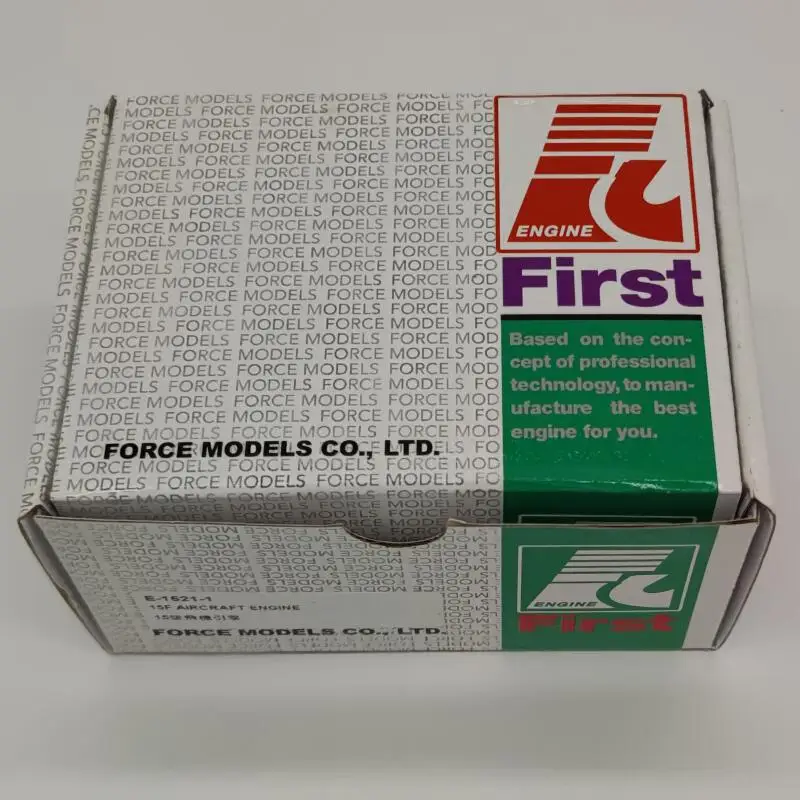 FORCE MODELS FORCE MODELS FORCE MODELS
ENGINE
First
Based on the con-
cept of professional
technology, to man-
ufacture the best
engine for you.
FORCE MODELS CO., LTD.
E-1521-1
15F AIRCRAFT ENGINE
FORCE MODELS CO., LTD.
ENGINE
First